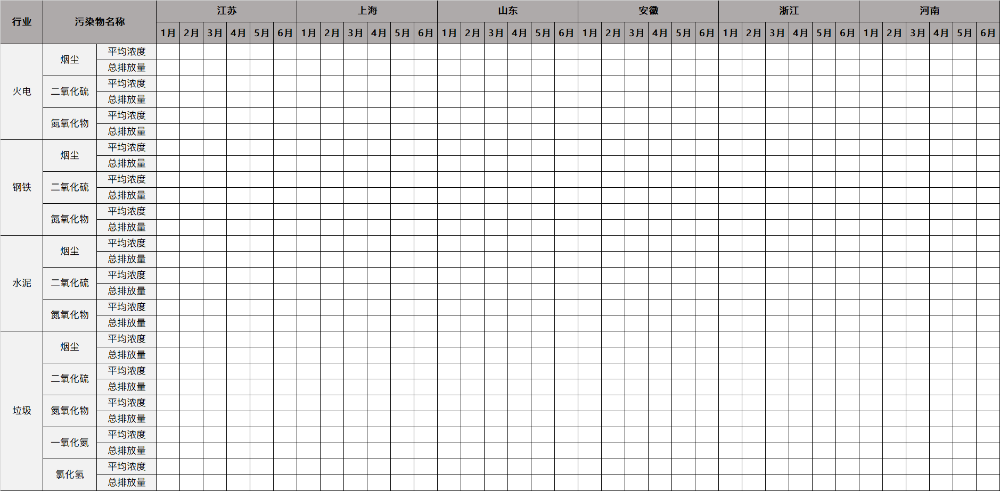 行业 污染物名称 江苏 上海 山东 安徽 浙江 河南
1月 2月 3月 4月 5月 6月 1月 2月 3月 4月 5月 6月 1月 2月 3月 4月 5月 6月 1月 2月 3月 4月 5月 6月 1月 2月 3月 4月 5月 6月 1月 2月 3月 4月 5月 6月
火电 烟尘 平均浓度
总排放量
二氧化硫 平均浓度
总排放量
氮氧化物 平均浓度
总排放量
钢铁 烟尘 平均浓度
总排放量
二氧化硫 平均浓度
总排放量
氮氧化物 平均浓度
总排放量
水泥 烟尘 平均浓度
总排放量
二氧化硫 平均浓度
总排放量
氮氧化物 平均浓度
总排放量
垃圾 烟尘 平均浓度
总排放量
二氧化硫 平均浓度
总排放量
氮氧化物 平均浓度
总排放量
一氧化氮 平均浓度
总排放量
氯化氢 平均浓度
总排放量